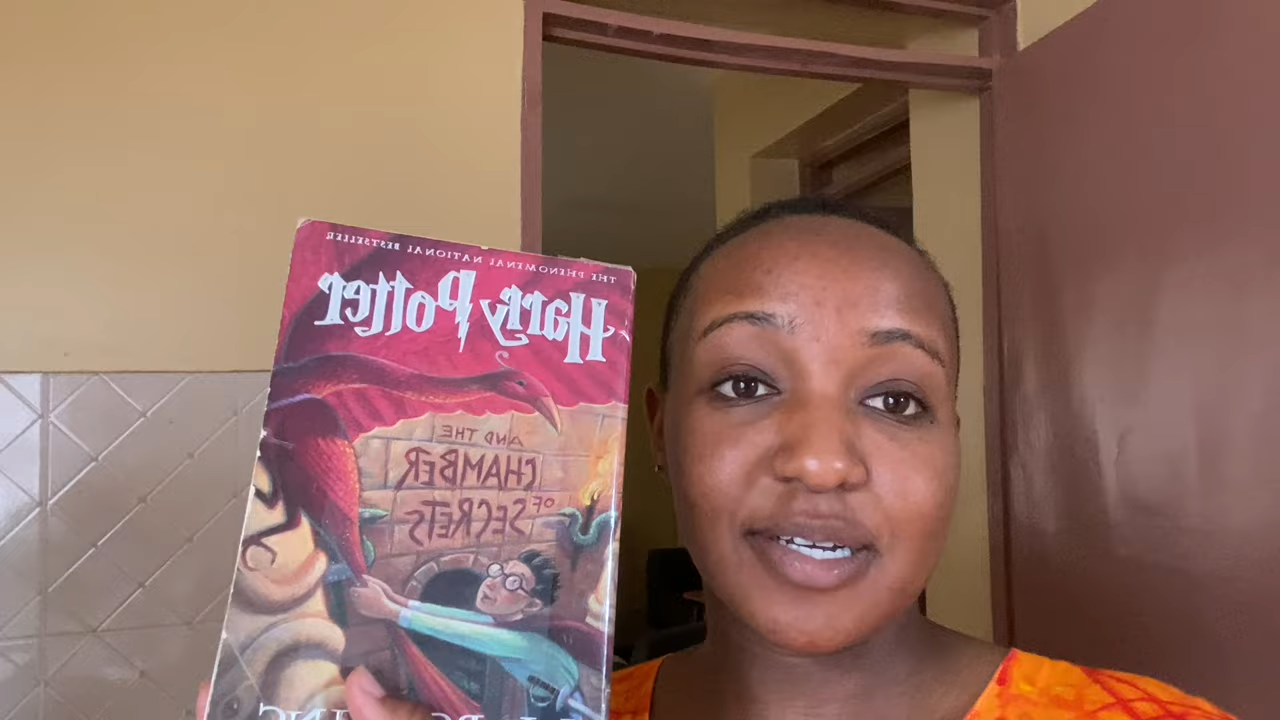 THE PHENOMENAL NATIONAL BESTSELLER
Harry Potter
AND THE
CHAMBER
OF SECRETS